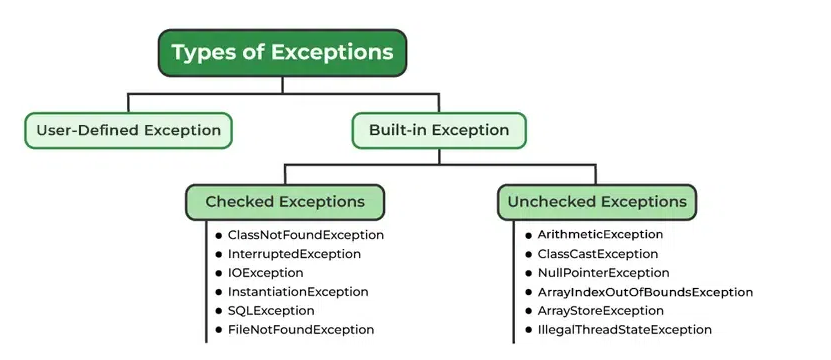 Types of Exceptions
User-Defined Exception
Built-in Exception
Checked Exceptions
ClassNotFoundException
InterruptedException
IOException
InstantiationException
SQLException
FileNotFoundException
Unchecked Exceptions
ArithmeticException
ClassCastException
NullPointerException
ArrayIndexOutOfBoundsException
ArrayStoreException
IllegalThreadStateException